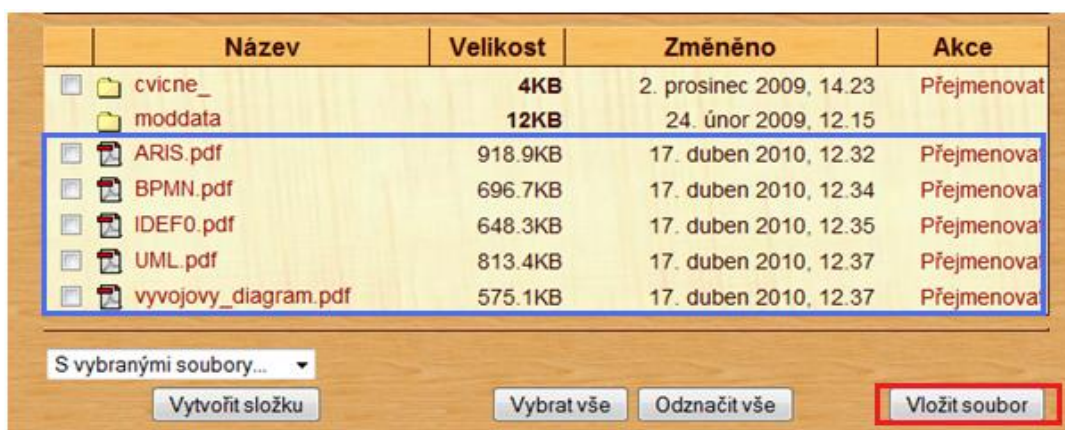 Název Velikost Změněno Akce
cvicne_ 4KB 2. prosinec 2009, 14.23 Přejmenovat
moddata 12KB 24. únor 2009, 12.15
ARIS.pdf 918.9KB 17. duben 2010, 12.32 Přejmenovat
BPMN.pdf 696.7KB 17. duben 2010, 12.34 Přejmenovat
IDEF0.pdf 648.3KB 17. duben 2010, 12.35 Přejmenovat
UML.pdf 813.4KB 17. duben 2010, 12.37 Přejmenovat
vyvojovy_diagram.pdf 575.1KB 17. duben 2010, 12.37 Přejmenovat
S vybranými soubory...
Vytvořit složku Vybrat vše Odznačit vše Vložit soubor